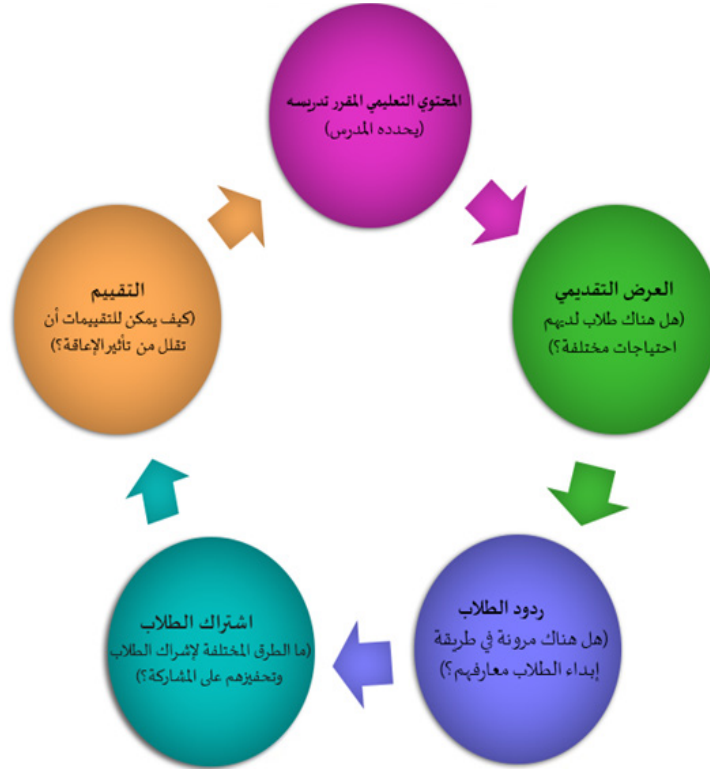 المحتوي التعليمي المقرر تدريسه
(يحدده المدرس)
العرض التقديمي
(هل هناك طلاب لديهم
احتياجات مختلفة؟)
ردود الطلاب
(هل هناك مرونة في طريقة
إبداء الطلاب معارفهم؟)
اشتراك الطلاب
(ما الطرق المختلفة لإشراك الطلاب
وتحفيزهم على المشاركة؟)
التقييم
(كيف يمكن للتقييمات أن
تقلل من تأثير الإعاقة؟)